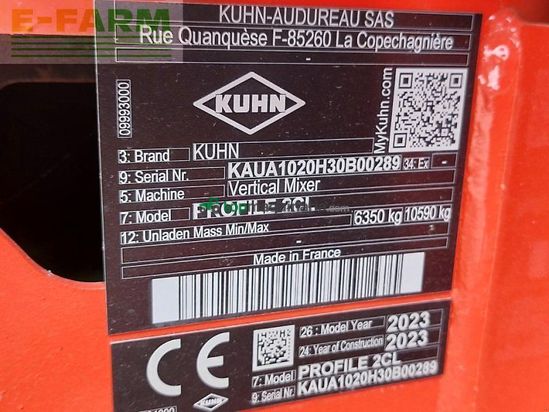 E-FARM
KUHN-AUDUREAU SAS
Rue Quanquèse F-85260 La Copechagnière
09993000
KUHN
MyKuhn.com
3: Brand KUHN
9: Serial Nr. KAUA1020H30B00289 34: Ex -
5: Machine Vertical Mixer
7: Model PROFILE 2CL 6350 kg 10590 kg
12: Unladen Mass Min/Max
Made in France
CE
26: Model Year 2023
24: Year of Construction 2023
7: Model PROFILE 2CL
9: Serial Nr. KAUA1020H30B00289
KUHN